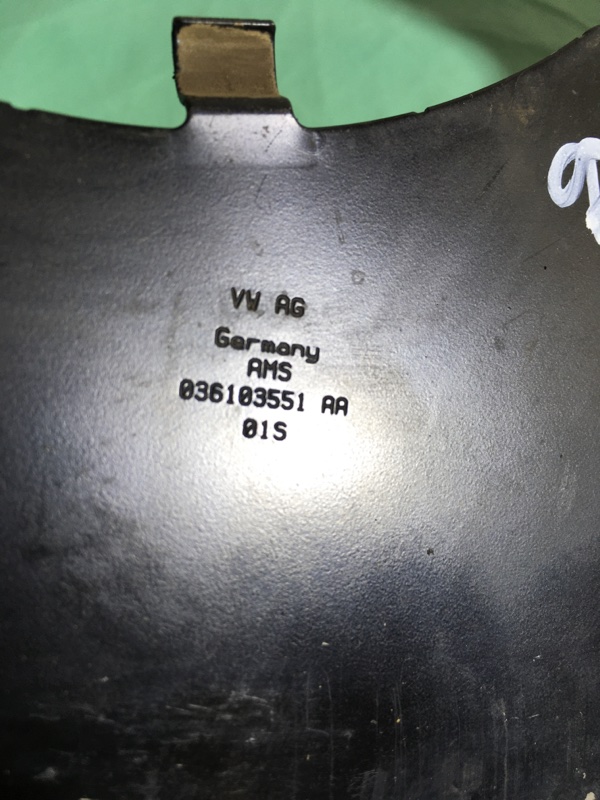 VW AG
Germany
AMS
036103551 AA
01S